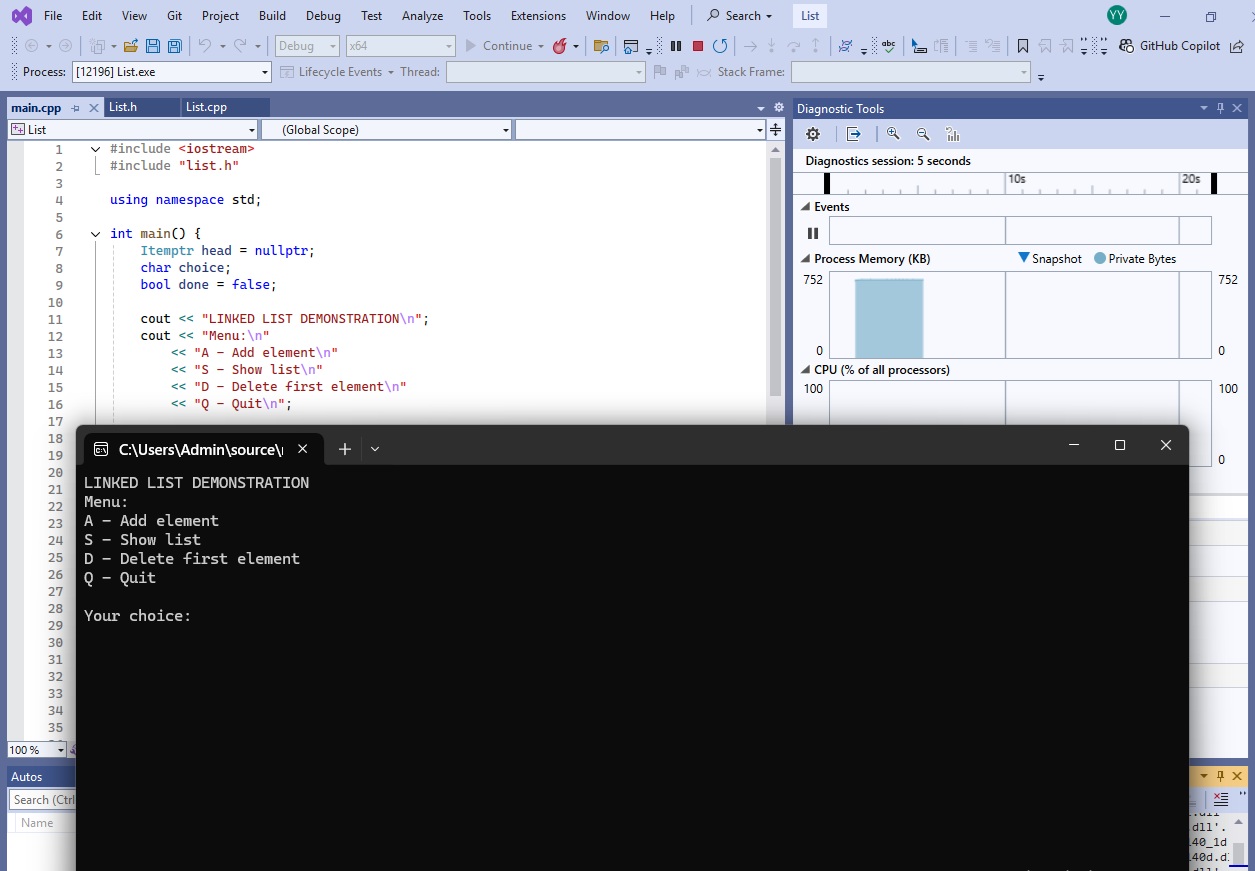 File Edit View Git Project Build Debug Test Analyze Tools Extensions Window Help Search List YY
Debug x64 Continue abc GitHub Copilot
Process: [12196] List.exe Lifecycle Events Thread: Stack Frame:
main.cpp List.h List.cpp
List (Global Scope)
1 #include <iostream>
2 #include "list.h"
3
4 using namespace std;
5
6 int main() {
7 Itemptr head = nullptr;
8 char choice;
9 bool done = false;
10
11 cout << "LINKED LIST DEMONSTRATION\n";
12 cout << "Menu:\n"
13 << "A - Add element\n"
14 << "S - Show list\n"
15 << "D - Delete first element\n"
16 << "Q - Quit\n";
17
18
19
20
21
22
23
24
25
26
27
28
29
30
31
32
33
34
35
100 %
Diagnostic Tools
Diagnostics session: 5 seconds
10s 20s
Events
Process Memory (KB) Snapshot Private Bytes
752 752
0 0
CPU (% of all processors)
100 100
0
C:\Users\Admin\source\
LINKED LIST DEMONSTRATION
Menu:
A - Add element
S - Show list
D - Delete first element
Q - Quit
Your choice:
Autos
Search (Ctrl
Name
.dll'.
140_1d
140d.d